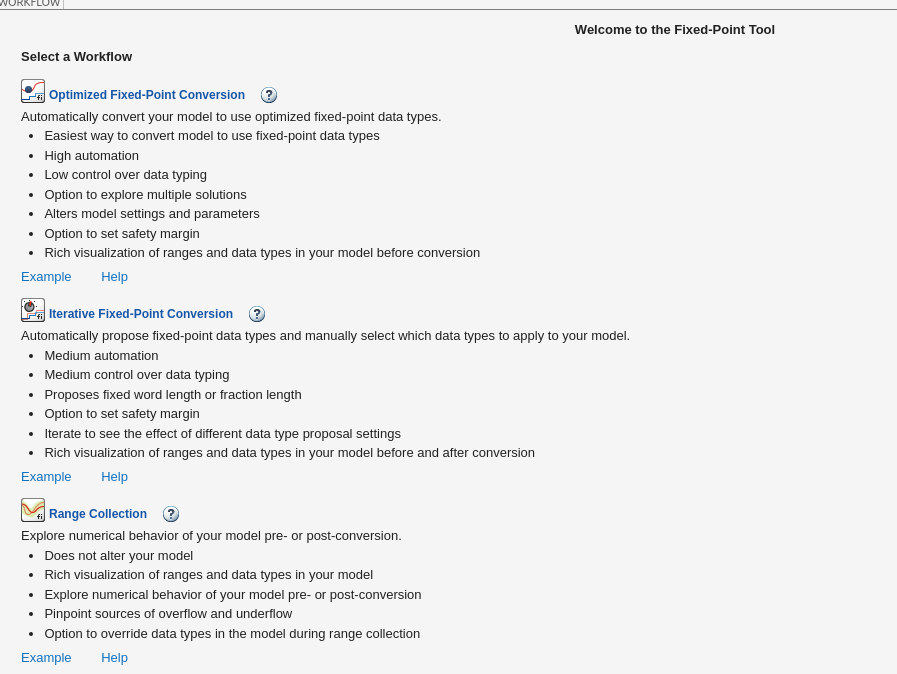 WORKFLOW
Welcome to the Fixed-Point Tool
Select a Workflow
Optimized Fixed-Point Conversion ?
Automatically convert your model to use optimized fixed-point data types.
• Easiest way to convert model to use fixed-point data types
• High automation
• Low control over data typing
• Option to explore multiple solutions
• Alters model settings and parameters
• Option to set safety margin
• Rich visualization of ranges and data types in your model before conversion
Example Help
Iterative Fixed-Point Conversion ?
Automatically propose fixed-point data types and manually select which data types to apply to your model.
• Medium automation
• Medium control over data typing
• Proposes fixed word length or fraction length
• Option to set safety margin
• Iterate to see the effect of different data type proposal settings
• Rich visualization of ranges and data types in your model before and after conversion
Example Help
Range Collection ?
Explore numerical behavior of your model pre- or post-conversion.
• Does not alter your model
• Rich visualization of ranges and data types in your model
• Explore numerical behavior of your model pre- or post-conversion
• Pinpoint sources of overflow and underflow
• Option to override data types in the model during range collection
Example Help